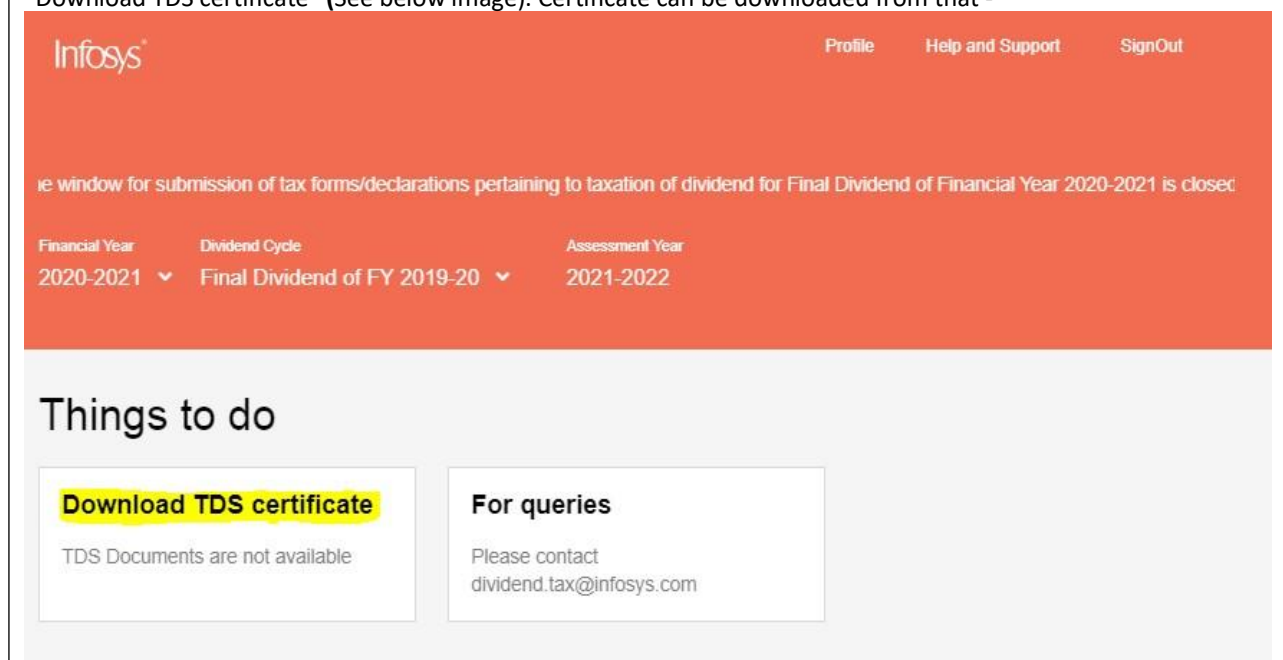 Download TDS certificate" (See below image). Certificate can be downloaded from that -
Infosys®
Profile Help and Support SignOut
window for submission of tax forms/declarations pertaining to taxation of dividend for Final Dividend of Financial Year 2020-2021 is closed
Financial Year Dividend Cycle Assessment Year
2020-2021 Final Dividend of FY 2019-20 2021-2022
Things to do
Download TDS certificate
TDS Documents are not available
For queries
Please contact
dividend.tax@infosys.com